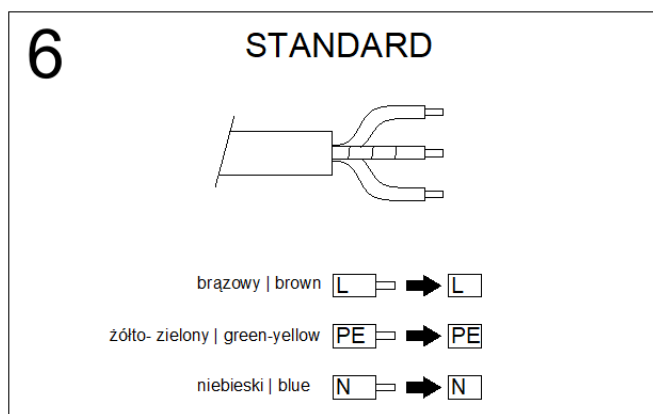 6
STANDARD
brązowy | brown L L
żółto- zielony | green-yellow PE PE
niebieski | blue N N